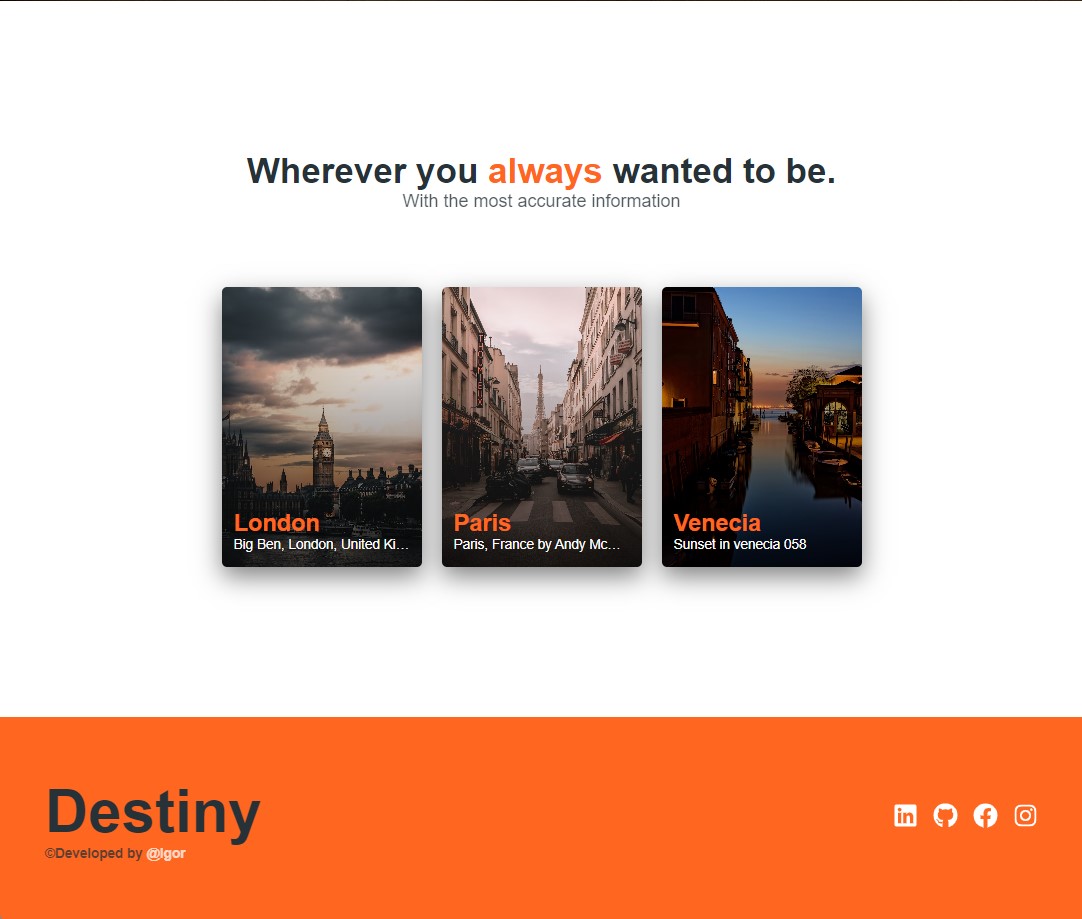 Wherever you always wanted to be.
With the most accurate information
London
Big Ben, London, United Ki...
Paris
Paris, France by Andy Mc...
Venecia
Sunset in venecia 058
Destiny
©Developed by @Igor